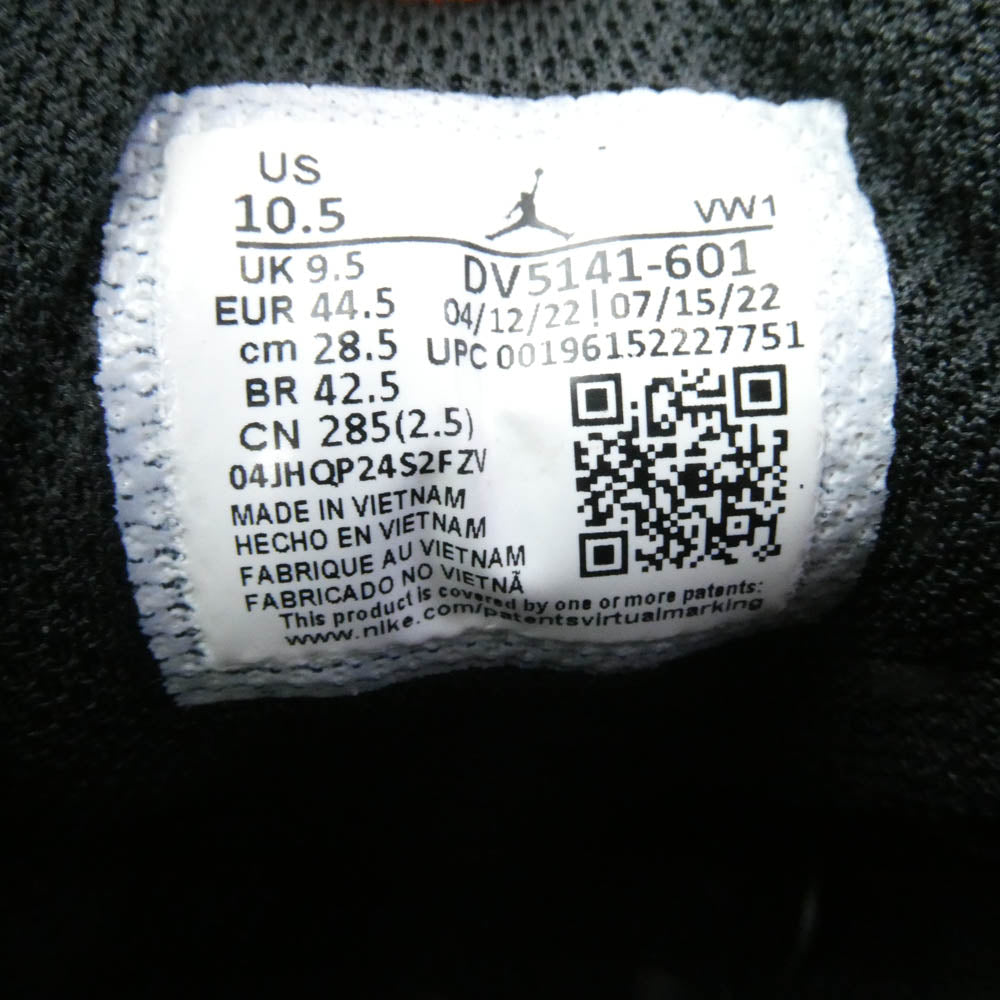 US
10.5
VW1
UK 9.5
DV5141-601
EUR 44.5
04/12/22 | 07/15/22
cm 28.5
UPC 00196152227751
BR 42.5
CN 285(2.5)
04JHQP24S2FZV
MADE IN VIETNAM
HECHO EN VIETNAM
FABRIQUE AU VIETNAM
FABRICADO NO VIETNÃ
This product is covered by one or more patents:
www.nike.com/patentsvirtualmarking